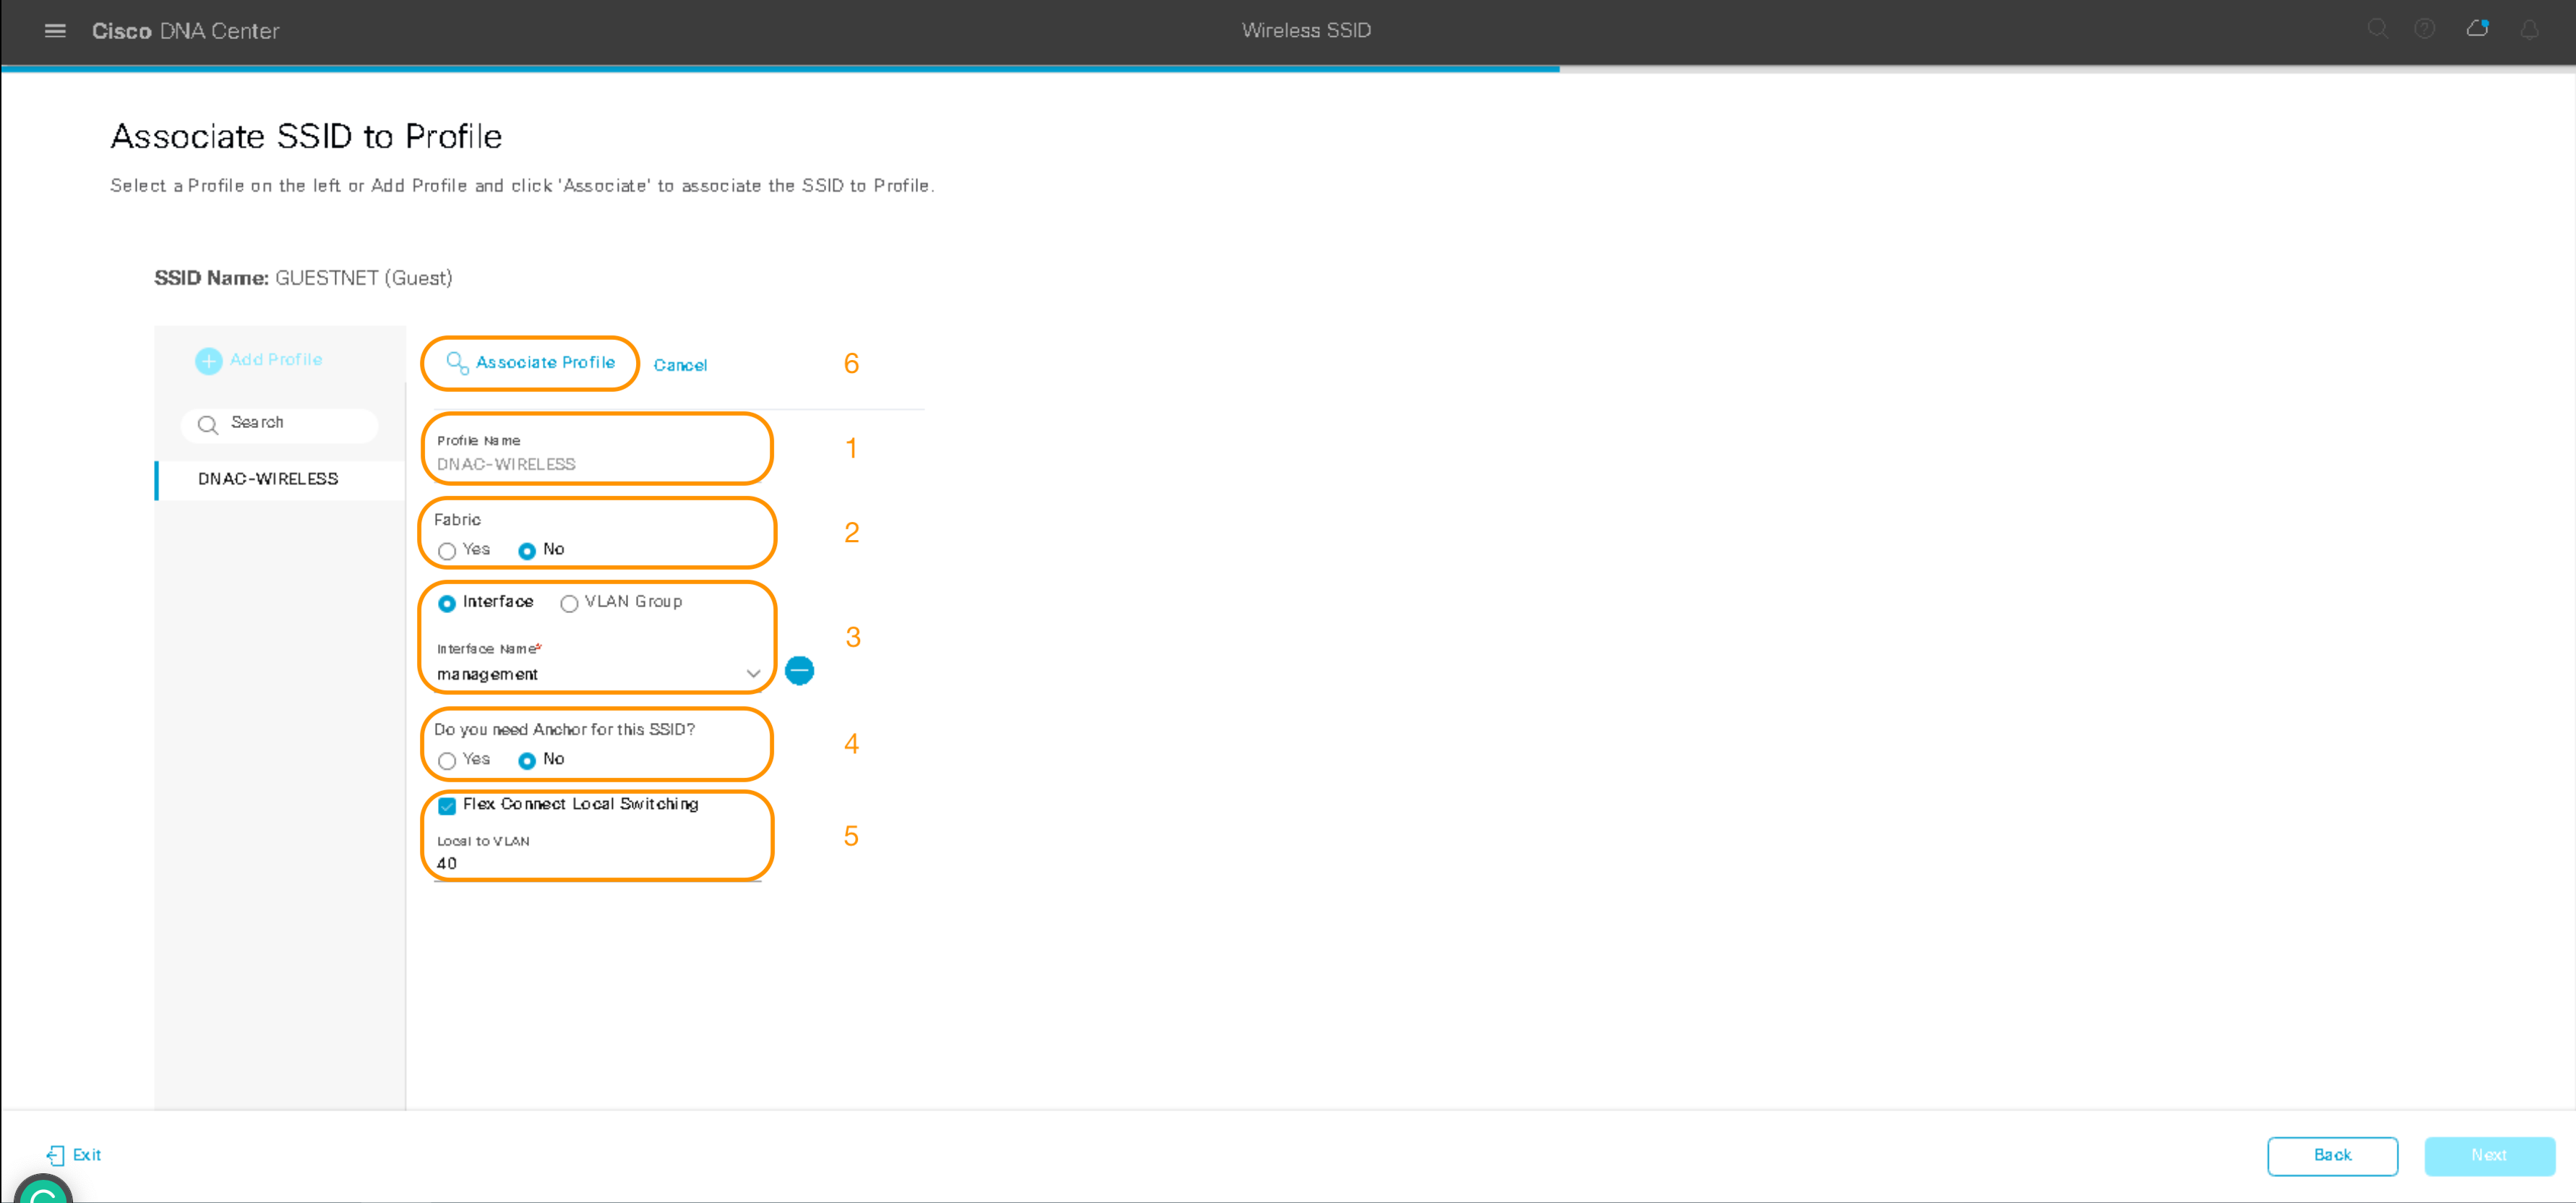 Cisco DNA Center
Wireless SSID
Associate SSID to Profile
Select a Profile on the left or Add Profile and click 'Associate' to associate the SSID to Profile.
SSID Name: GUESTNET (Guest)
Add Profile
Search
DNAC-WIRELESS
Associate Profile
Cancel
6
Profile Name
DNAC-WIRELESS
1
Fabric
Yes
No
2
Interface
VLAN Group
Interface Name*
management
3
Do you need Anchor for this SSID?
Yes
No
4
Flex Connect Local Switching
Local to VLAN
40
5
Exit
Back
Next